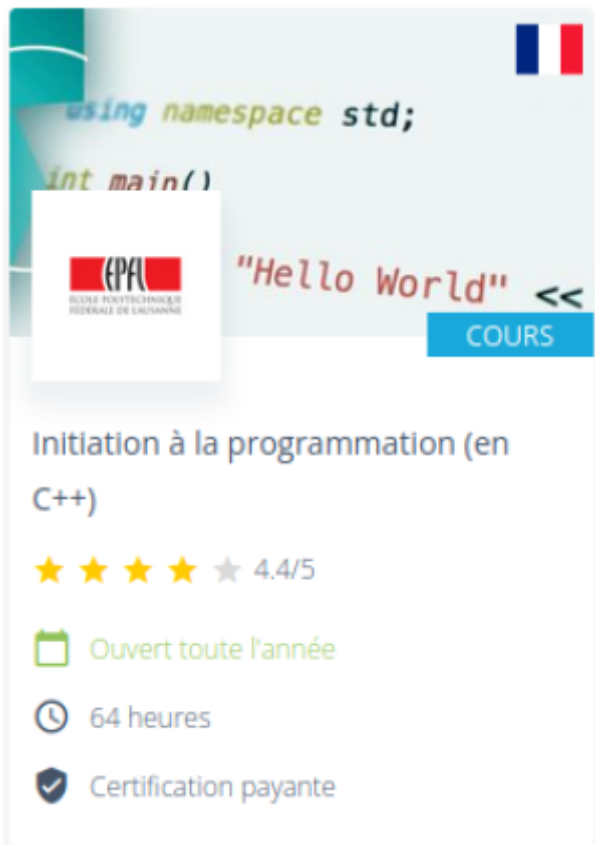 using namespace std;
int main()
"Hello World" <<
EPFL
ÉCOLE POLYTECHNIQUE
FÉDÉRALE DE LAUSANNE
COURS
Initiation à la programmation (en
C++)
4.4/5
Ouvert toute l'année
64 heures
Certification payante